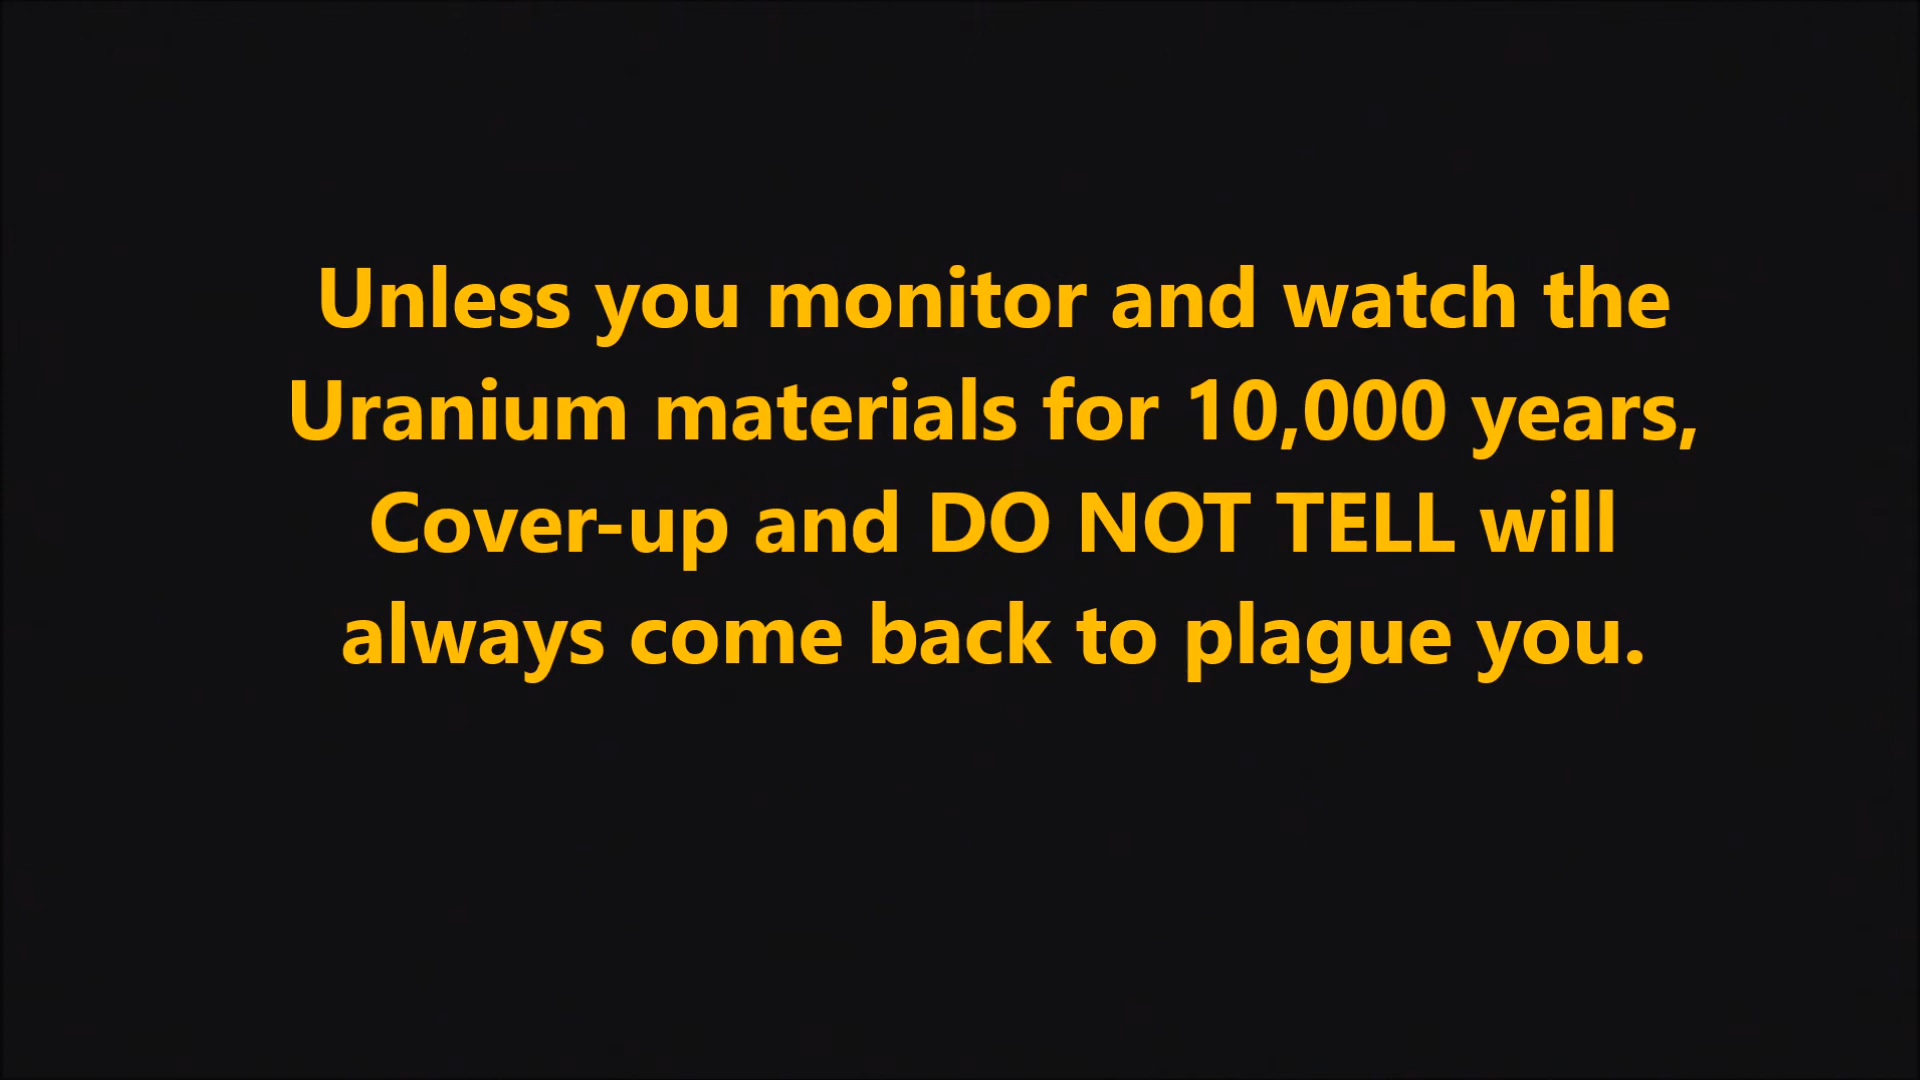 Unless you monitor and watch the
Uranium materials for 10,000 years,
Cover-up and DO NOT TELL will
always come back to plague you.